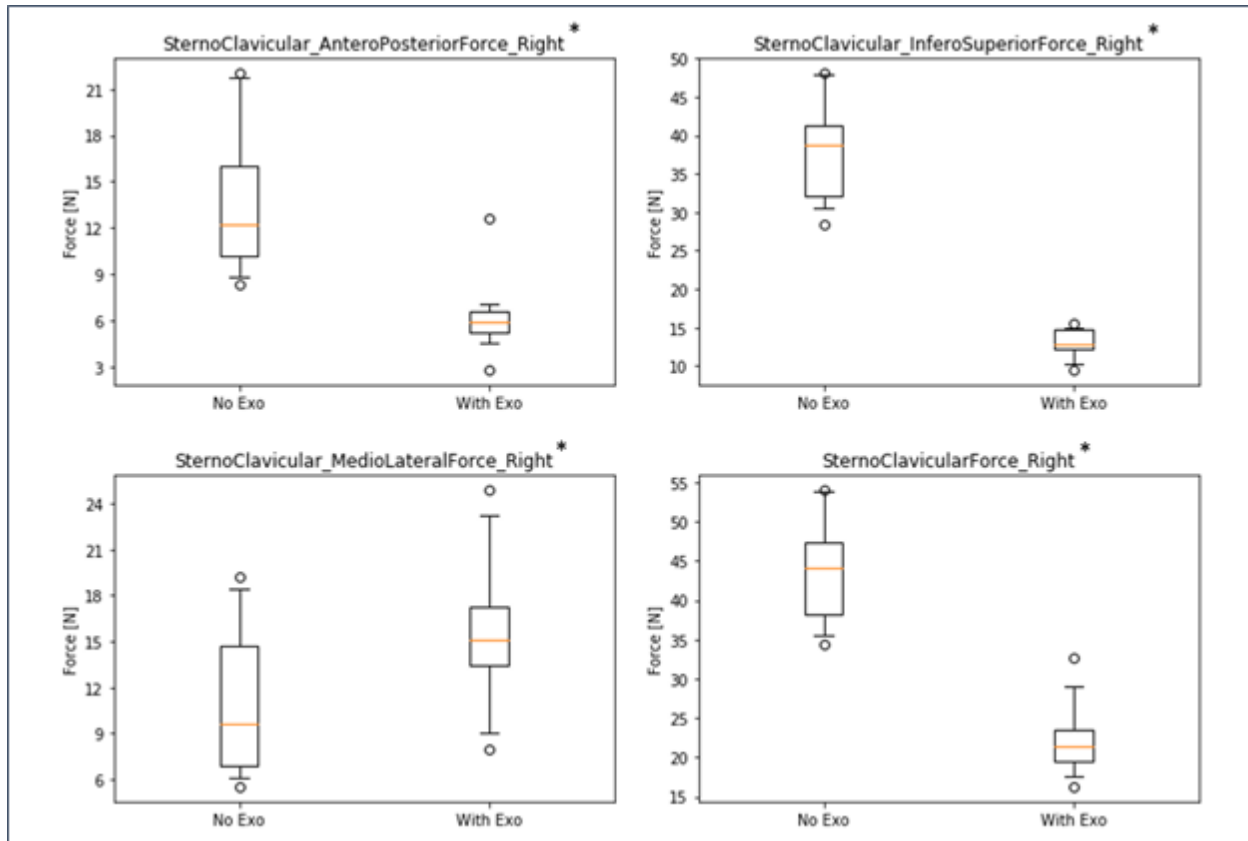 SternoClavicular_AnteroPosteriorForce_Right *
Force [N]
21
18
15
12
9
6
3
No Exo With Exo
SternoClavicular_InferoSuperiorForce_Right *
Force [N]
50
45
40
35
30
25
20
15
10
No Exo With Exo
SternoClavicular_MedioLateralForce_Right *
Force [N]
24
21
18
15
12
9
6
No Exo With Exo
SternoClavicularForce_Right *
Force [N]
55
50
45
40
35
30
25
20
15
No Exo With Exo